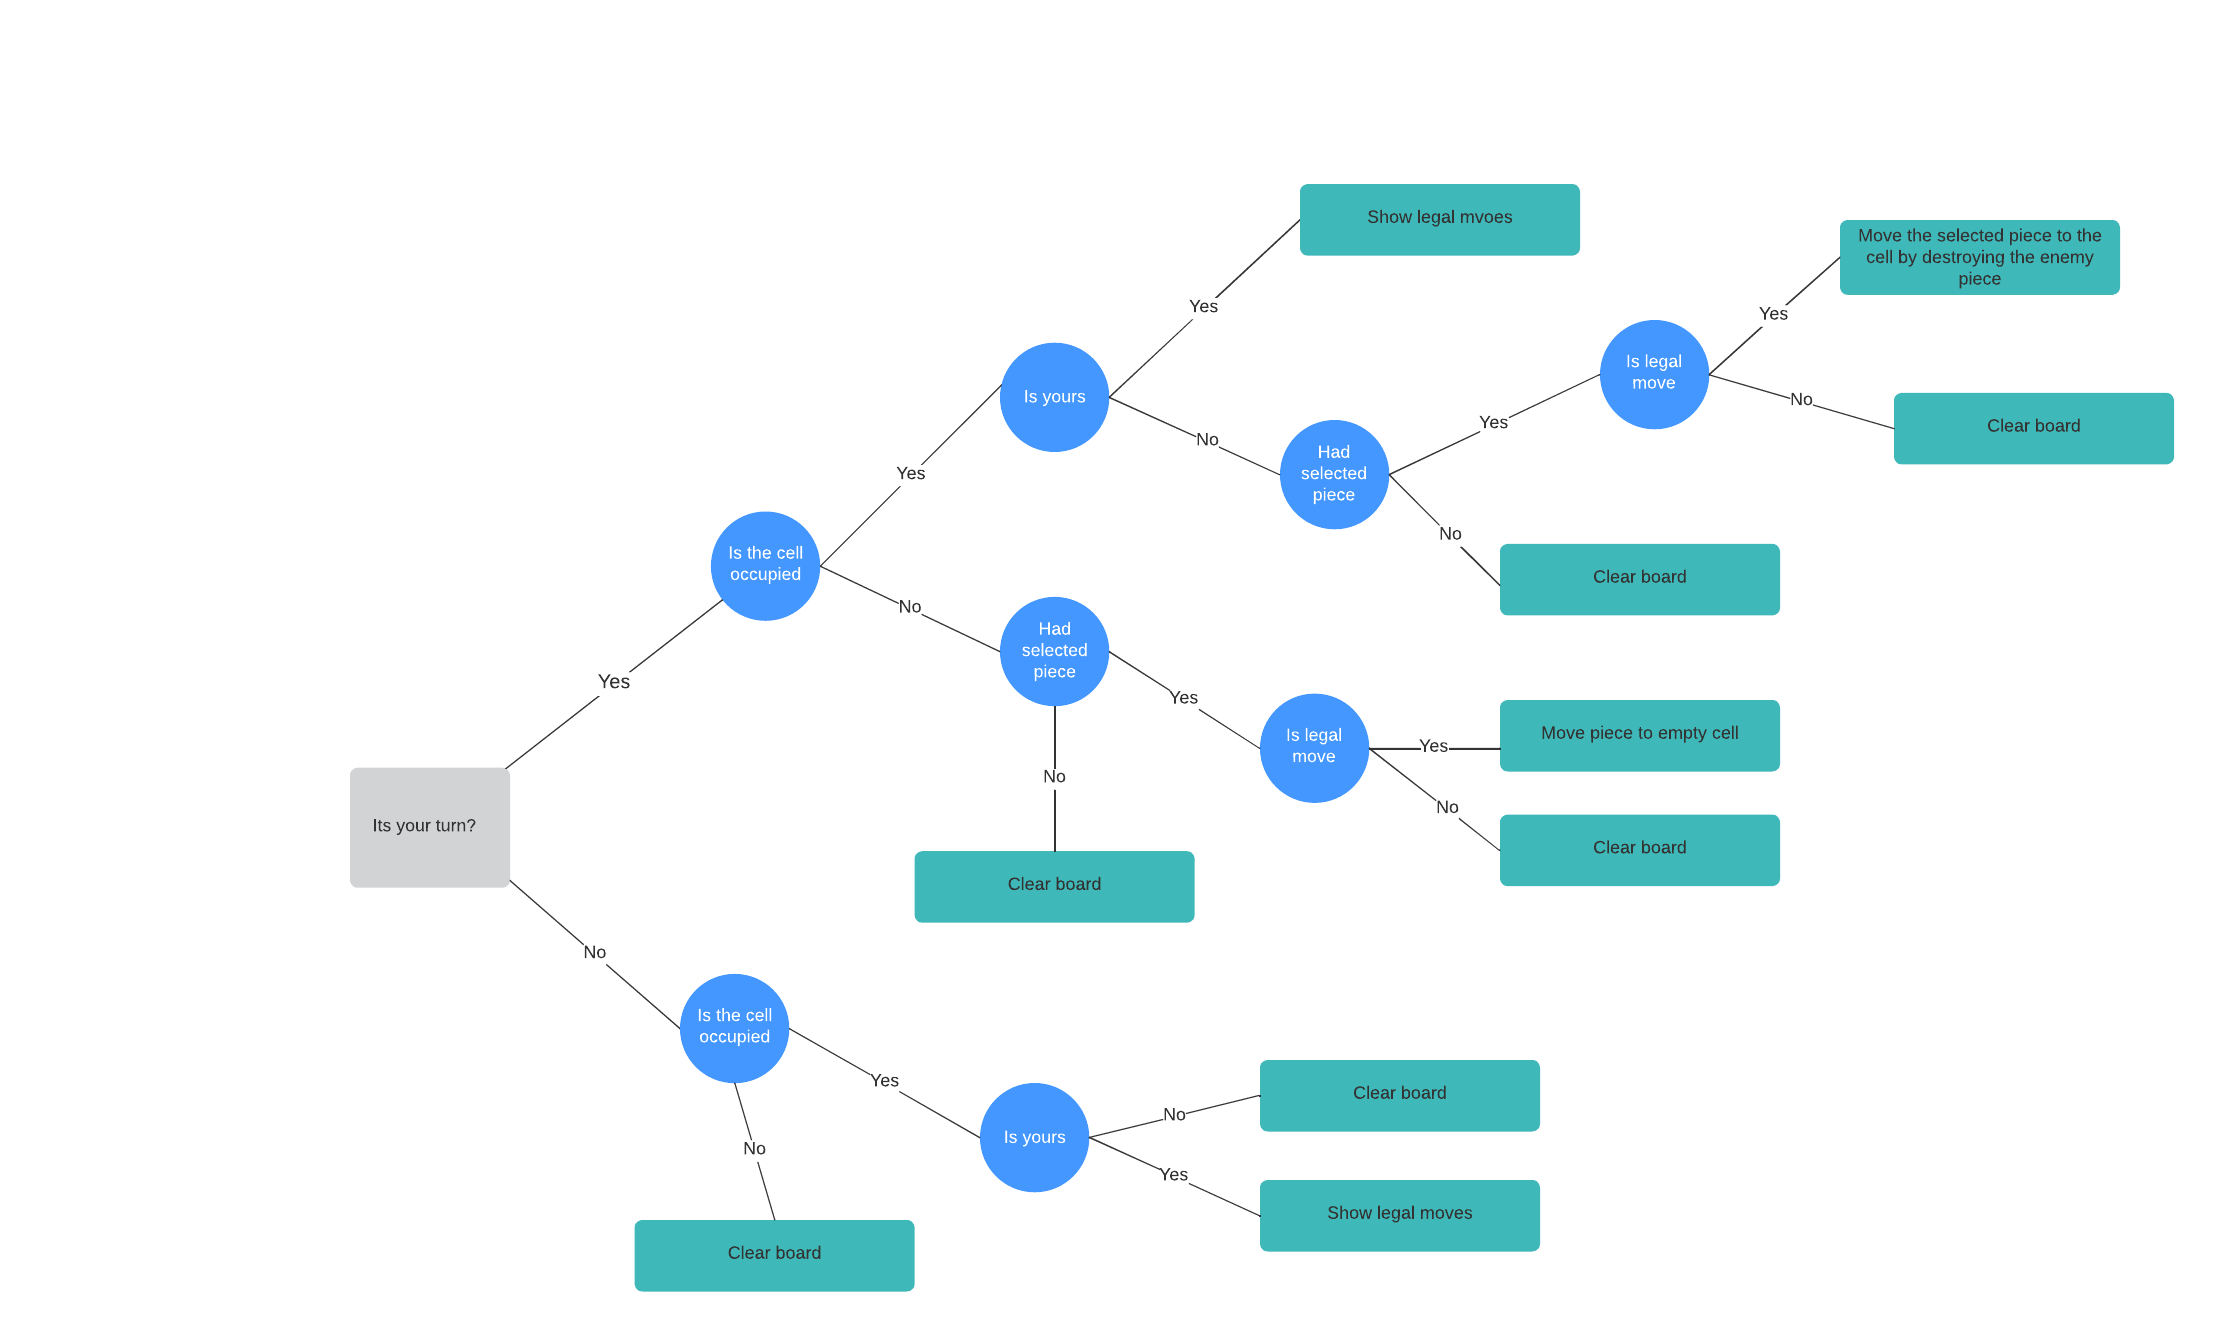 Show legal mvoes
Move the selected piece to the
cell by destroying the enemy
piece
Yes
Yes
Is legal
move
Is yours
No
Clear board
Yes
No
Had
selected
piece
Yes
No
Is the cell
occupied
Clear board
No
Had
selected
piece
Yes
Yes
Is legal
move
Yes
Move piece to empty cell
No
No
Clear board
Its your turn?
Clear board
No
Is the cell
occupied
Yes
Clear board
No
Is yours
No
Yes
Show legal moves
Clear board